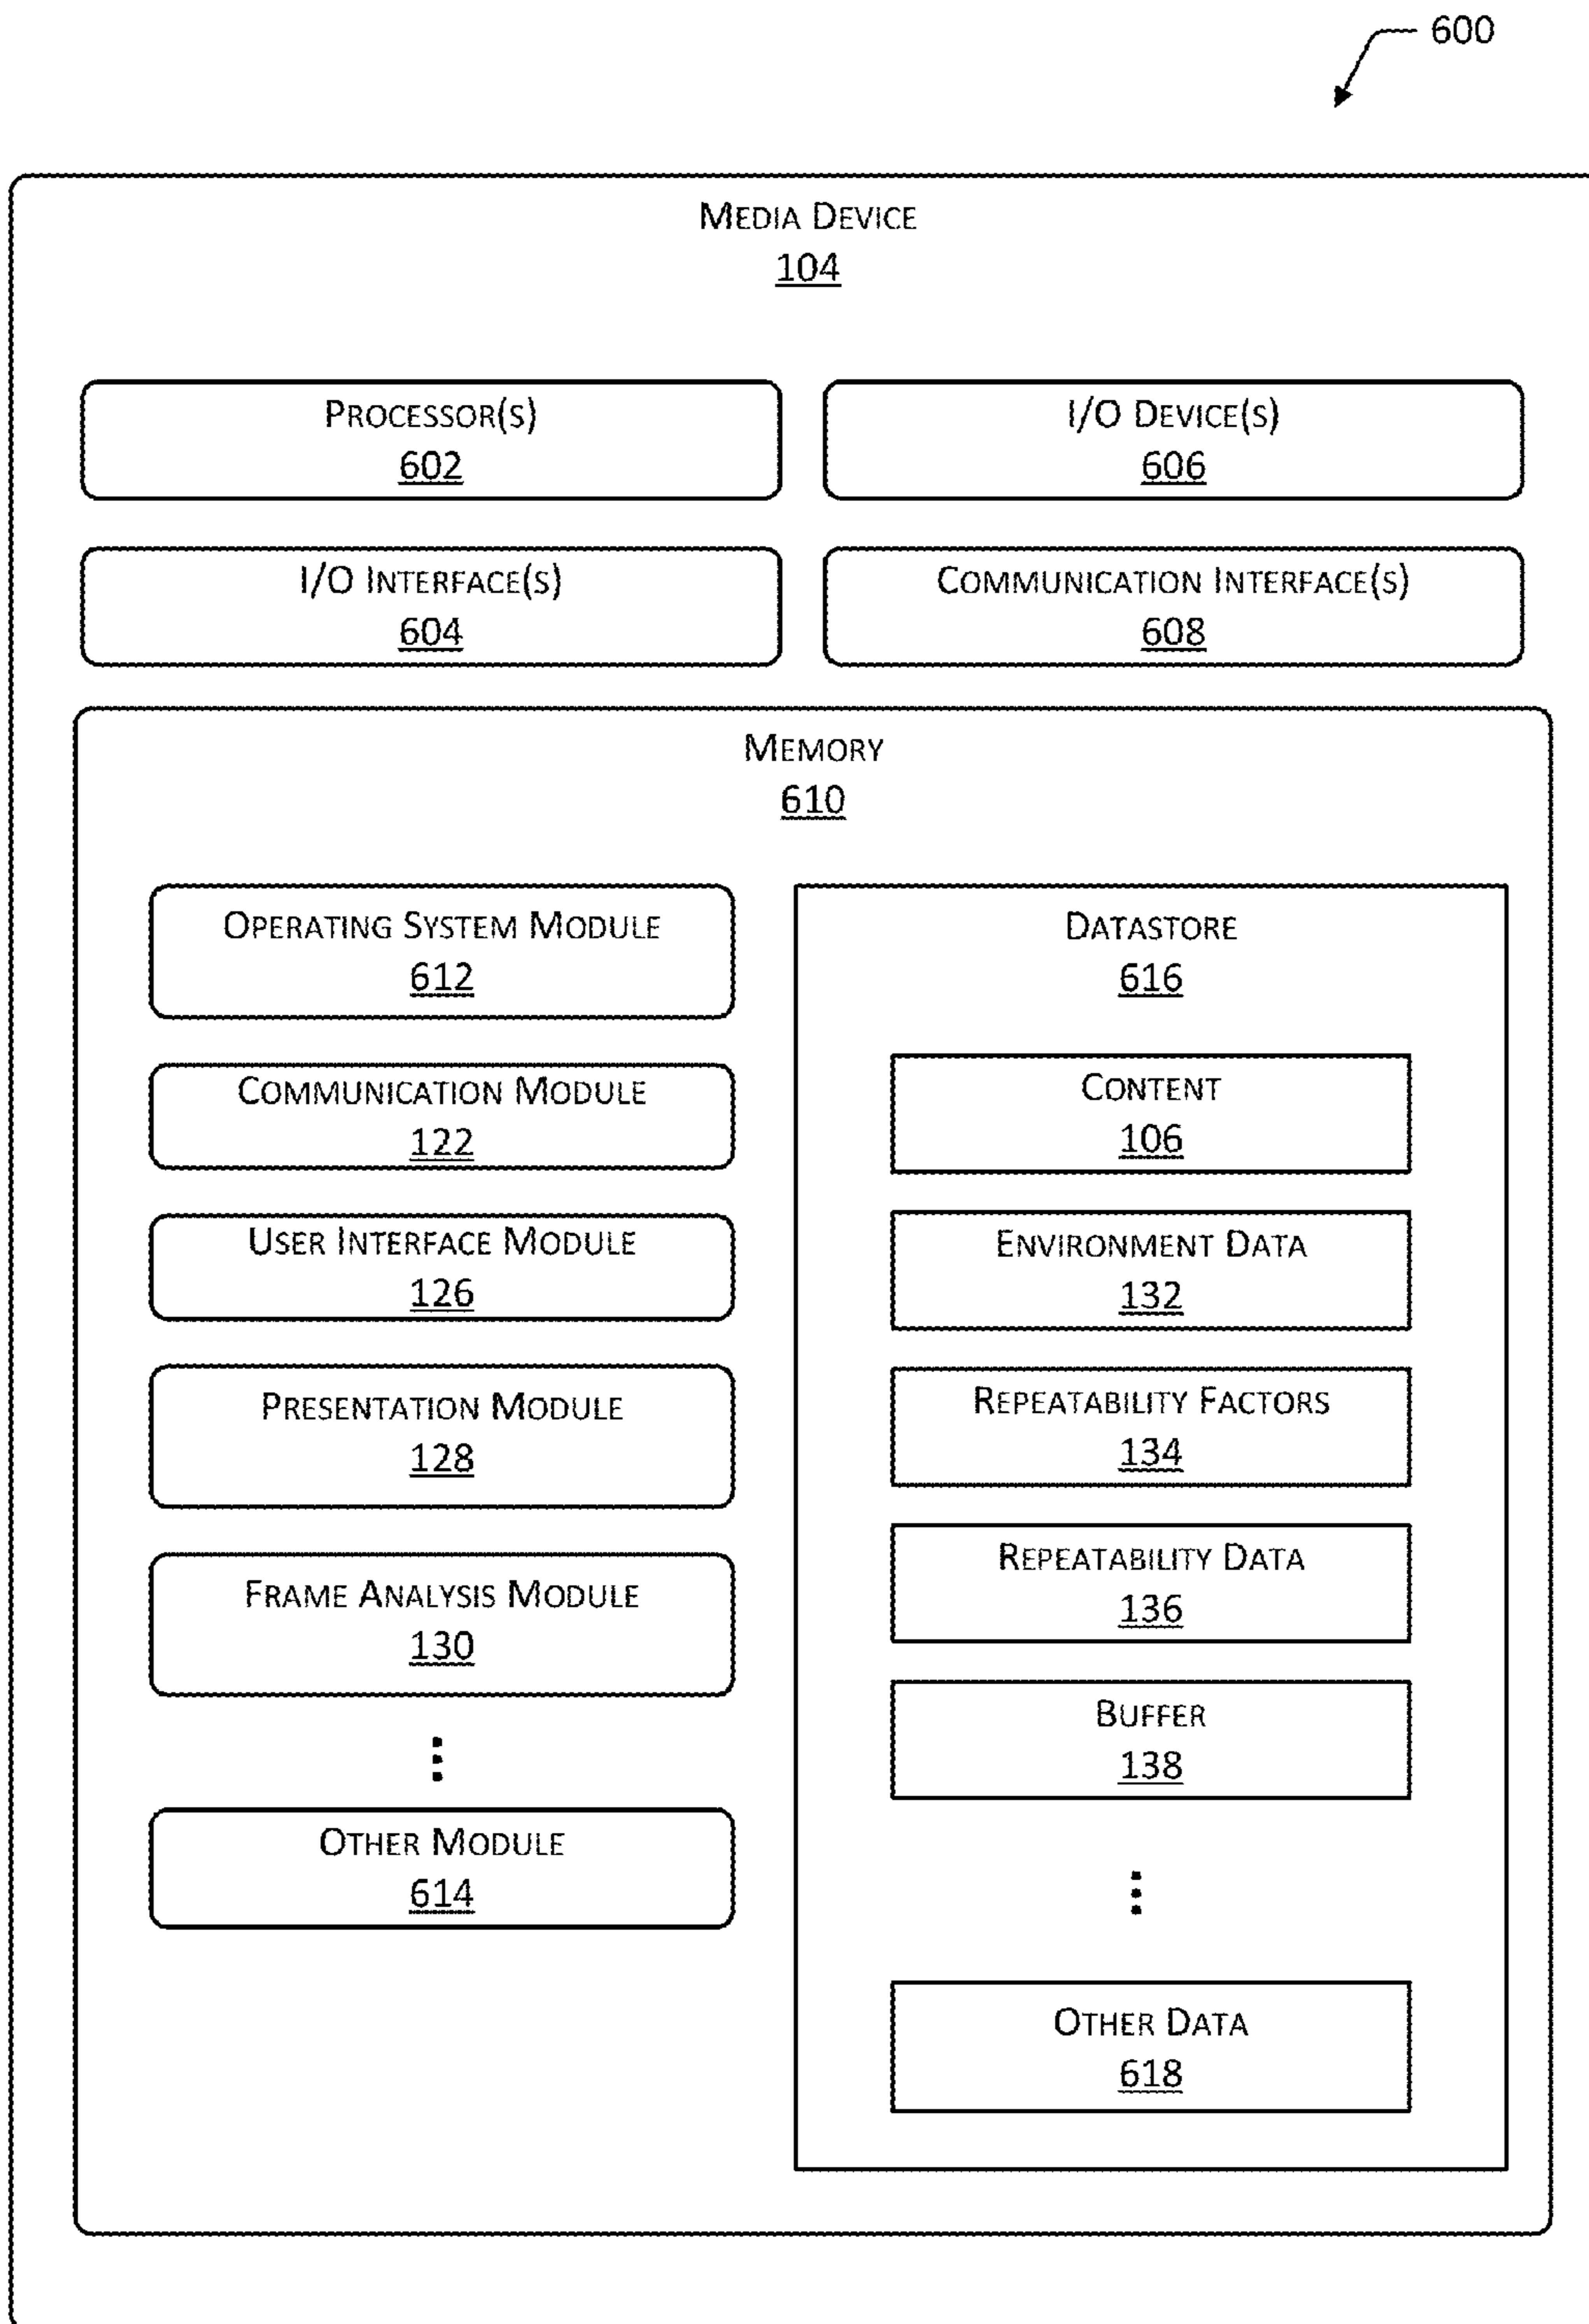 600
MEDIA DEVICE
104
PROCESSOR(S)
602
I/O DEVICE(S)
606
I/O INTERFACE(S)
604
COMMUNICATION INTERFACE(S)
608
MEMORY
610
OPERATING SYSTEM MODULE
612
COMMUNICATION MODULE
122
USER INTERFACE MODULE
126
PRESENTATION MODULE
128
FRAME ANALYSIS MODULE
130
OTHER MODULE
614
DATASTORE
616
CONTENT
106
ENVIRONMENT DATA
132
REPEATABILITY FACTORS
134
REPEATABILITY DATA
136
BUFFER
138
OTHER DATA
618